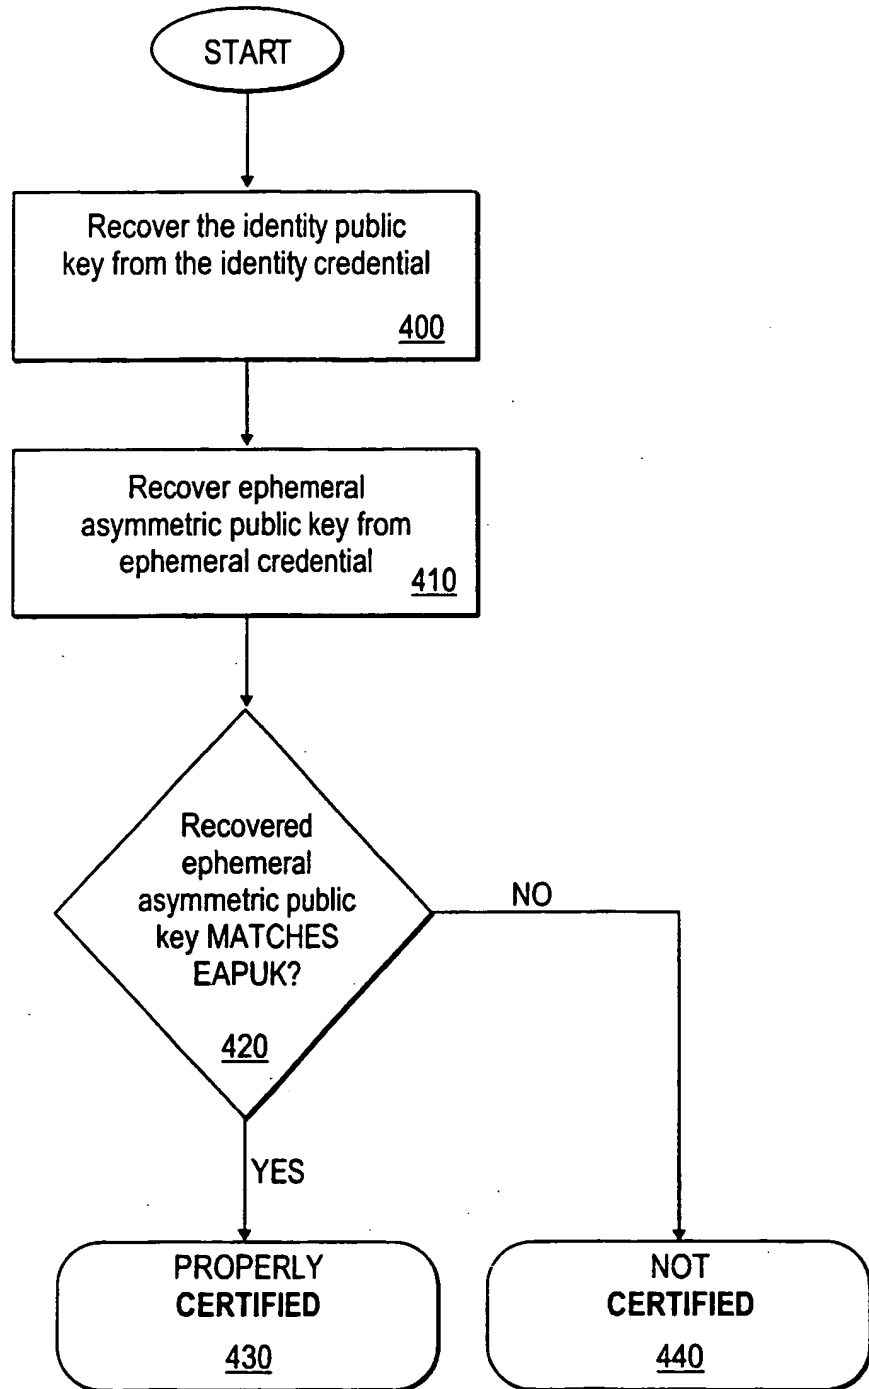 START
Recover the identity public
key from the identity credential
400
Recover ephemeral
asymmetric public key from
ephemeral credential
410
Recovered
ephemeral
asymmetric public
key MATCHES
EAPUK?
420
NO
YES
PROPERLY
CERTIFIED
430
NOT
CERTIFIED
440